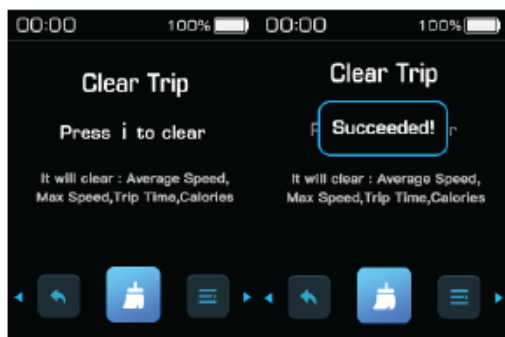 00:00 100%
Clear Trip
Press i to clear
It will clear : Average Speed,
Max Speed,Trip Time,Calories
00:00 100%
Clear Trip
P Succeeded! r
It will clear : Average Speed,
Max Speed,Trip Time,Calories